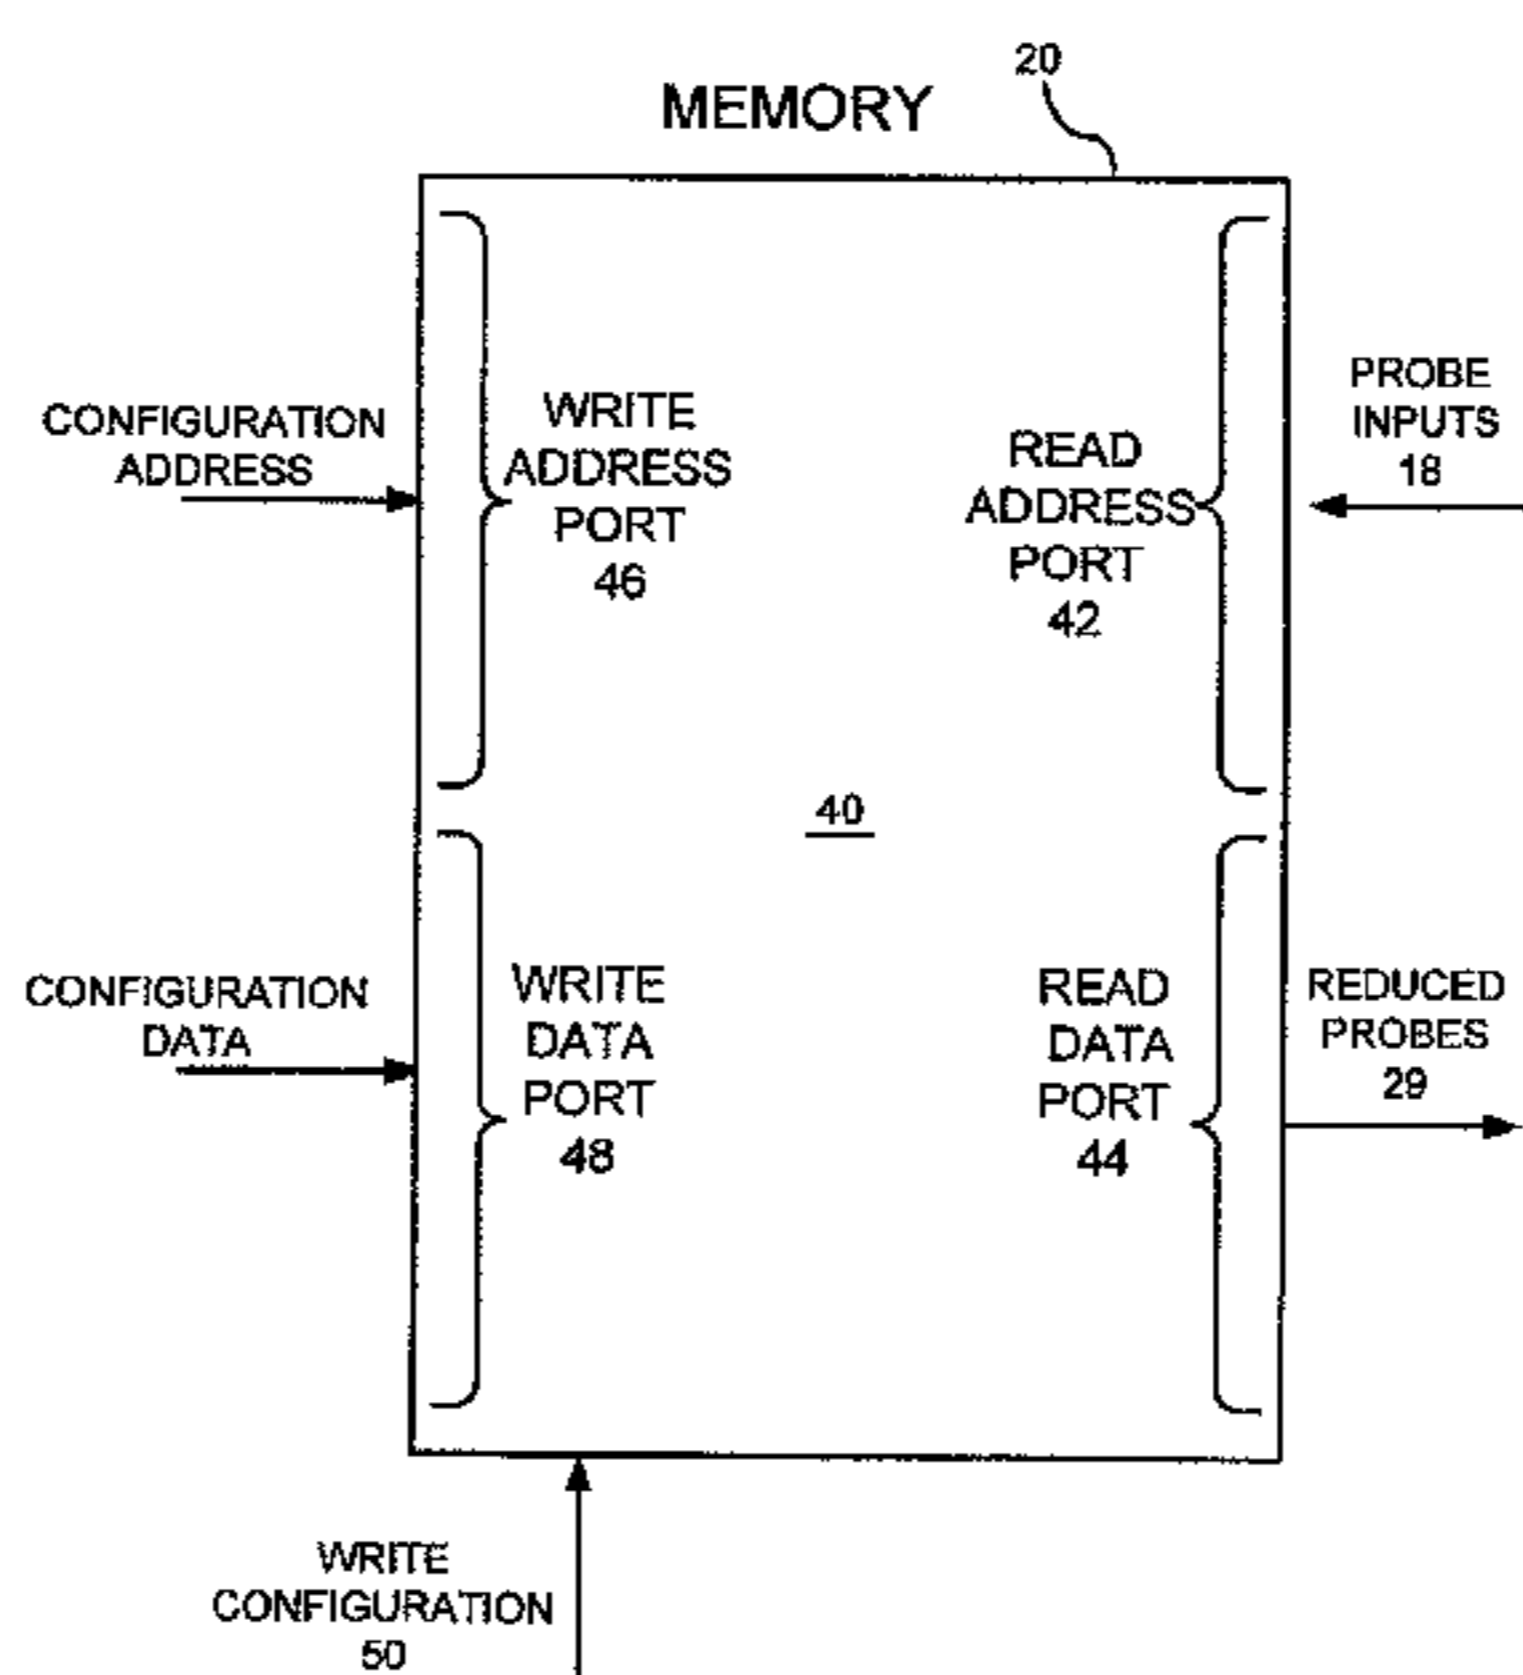 20
MEMORY
CONFIGURATION
ADDRESS
WRITE
ADDRESS
PORT
46
READ
ADDRESS
PORT
42
PROBE
INPUTS
18
40
CONFIGURATION
DATA
WRITE
DATA
PORT
48
READ
DATA
PORT
44
REDUCED
PROBES
29
WRITE
CONFIGURATION
50